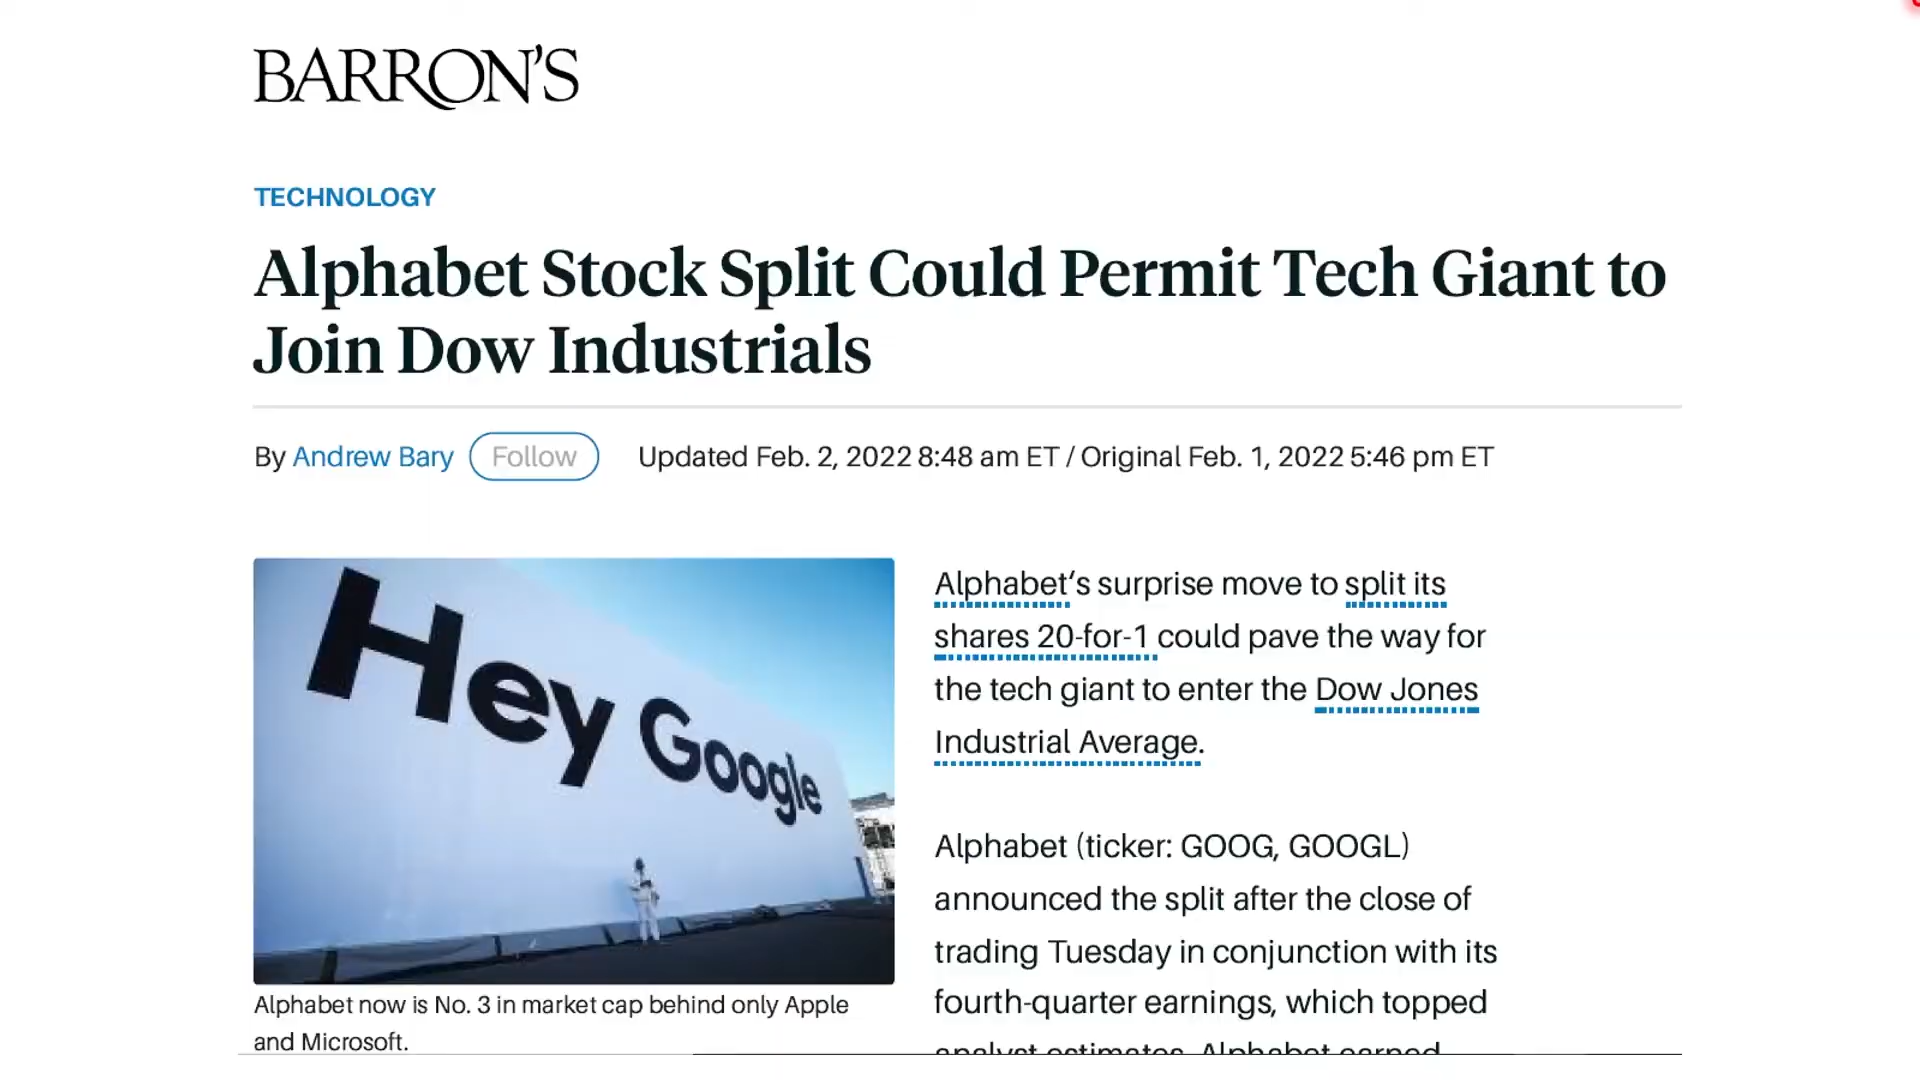 BARRON'S
TECHNOLOGY
Alphabet Stock Split Could Permit Tech Giant to
Join Dow Industrials
By Andrew Bary Follow Updated Feb. 2, 2022 8:48 am ET / Original Feb. 1, 2022 5:46 pm ET
Hey Google
Alphabet now is No. 3 in market cap behind only Apple
and Microsoft.
Alphabet‘s surprise move to split its
shares 20-for-1 could pave the way for
the tech giant to enter the Dow Jones
Industrial Average.
Alphabet (ticker: GOOG, GOOGL)
announced the split after the close of
trading Tuesday in conjunction with its
fourth-quarter earnings, which topped
analyst estimates. Alphabet earned